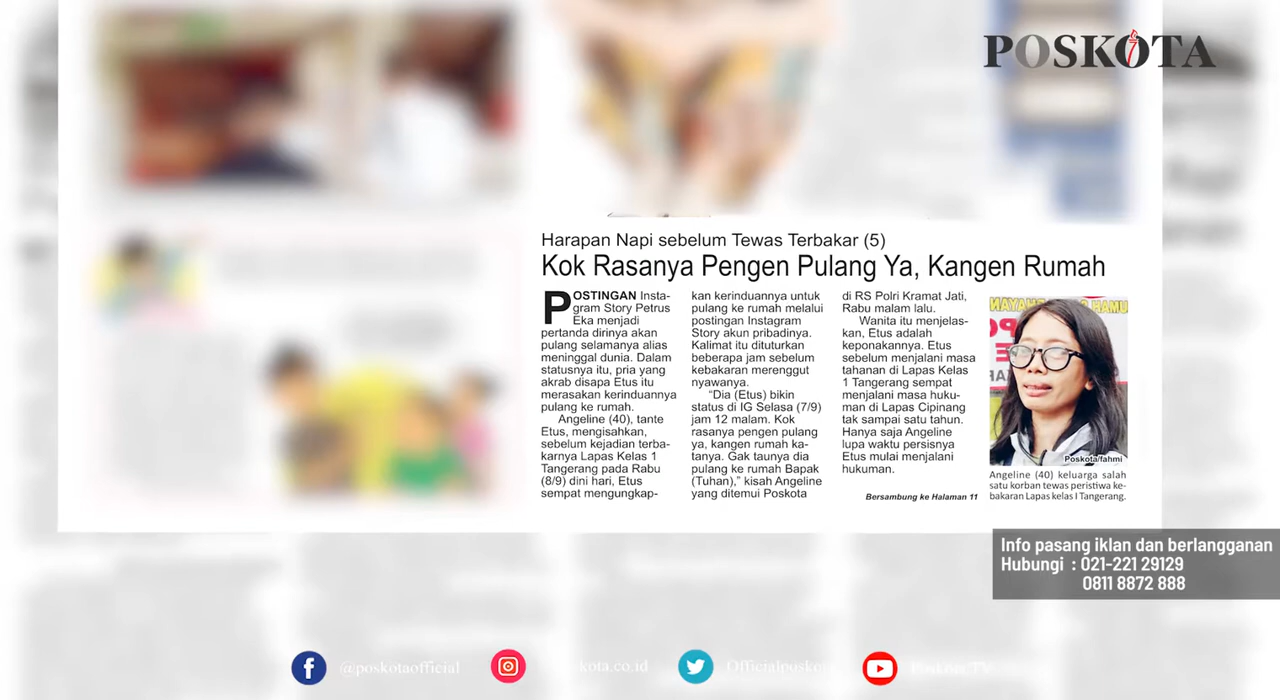 POSKOTA
Harapan Napi sebelum Tewas Terbakar (5)
Kok Rasanya Pengen Pulang Ya, Kangen Rumah
POSTINGAN Insta-
gram Story Petrus
Eka menjadi
pertanda dirinya akan
pulang selamanya alias
meninggal dunia. Dalam
statusnya itu, pria yang
akrab disapa Etus itu
merasakan kerinduannya
pulang ke rumah.
Angeline (40), tante
Etus, mengisahkan,
sebelum kejadian terba-
karnya Lapas Kelas 1
Tangerang pada Rabu
(8/9) dini hari, Etus
sempat mengungkap-
kan kerinduannya untuk
pulang ke rumah melalui
postingan Instagram
Story akun pribadinya.
Kalimat itu dituturkan
beberapa jam sebelum
kebakaran merenggut
nyawanya.
“Dia (Etus) bikin
status di IG Selasa (7/9)
jam 12 malam. Kok
rasanya pengen pulang
ya, kangen rumah ka-
tanya. Gak taunya dia
pulang ke rumah Bapak
(Tuhan),” kisah Angeline
yang ditemui Poskota
di RS Polri Kramat Jati,
Rabu malam lalu.
Wanita itu menjelas-
kan, Etus adalah
keponakannya. Etus
sebelum menjalani masa
tahanan di Lapas Kelas
1 Tangerang sempat
menjalani masa huku-
man di Lapas Cipinang
tak sampai satu tahun.
Hanya saja Angeline
lupa waktu persisnya
Etus mulai menjalani
hukuman.
Bersambung ke Halaman 11
Poskota/fahmi
Angeline (40) keluarga salah
satu korban tewas peristiwa ke-
bakaran Lapas kelas I Tangerang.
Info pasang iklan dan berlangganan
Hubungi : 021-221 29129
0811 8872 888
@poskotaofficial
kota.co.id
Officialposko